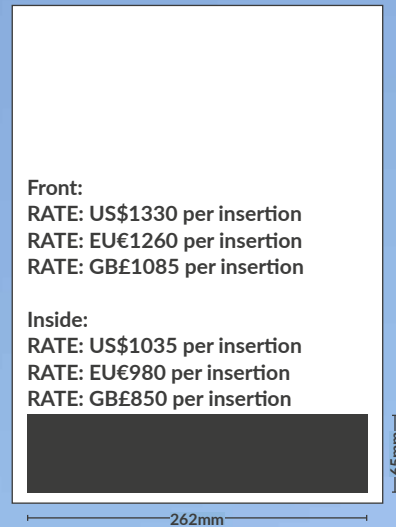 Front:
RATE: US$1330 per insertion
RATE: EU€1260 per insertion
RATE: GB£1085 per insertion
Inside:
RATE: US$1035 per insertion
RATE: EU€980 per insertion
RATE: GB£850 per insertion
65mm
262mm